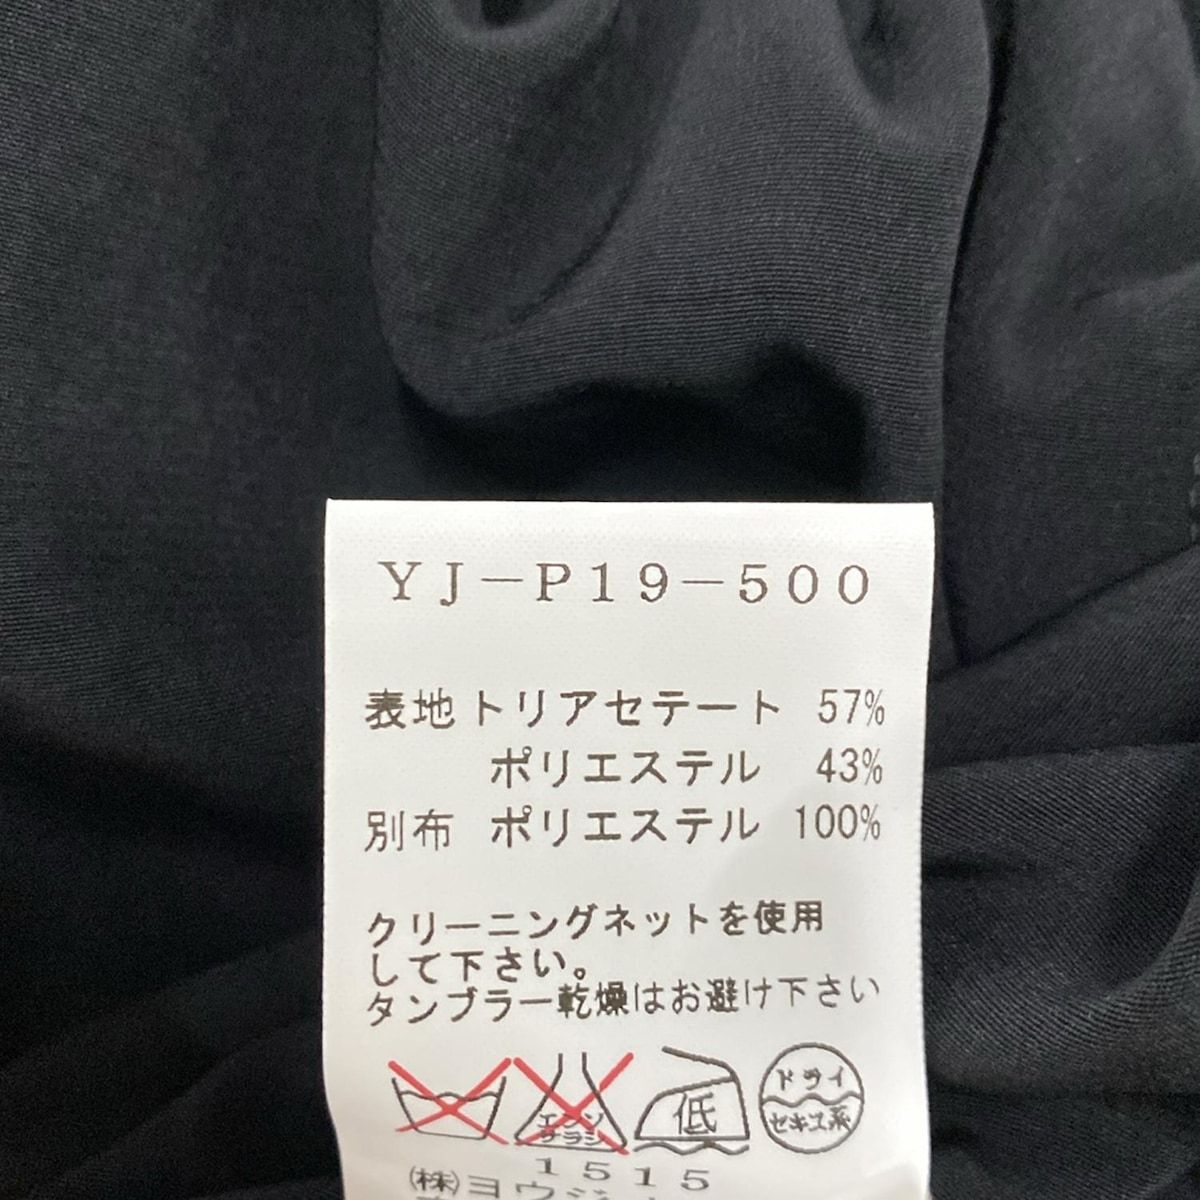 YJ-P19-500
表地 トリアセテート 57%
ポリエステル 43%
別布 ポリエステル 100%
クリーニングネットを使用
して下さい。
タンブラー乾燥はお避け下さい
エンソ
サラシ
低
ドライ
セキユ系
1515
(株)ヨウジ